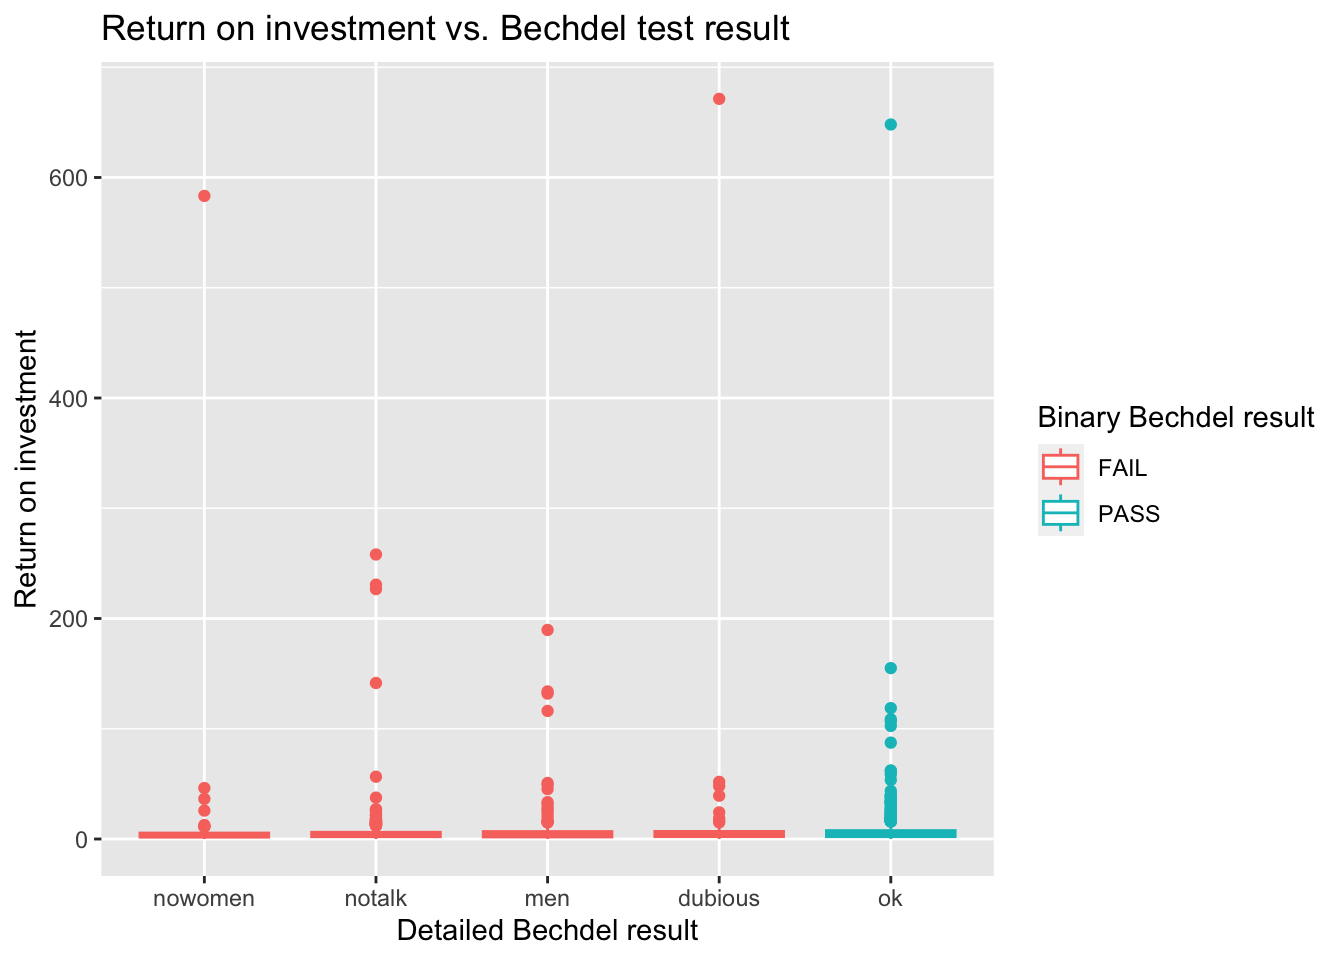 Return on investment vs. Bechdel test result
Return on investment
600
400
200
0
nowomen notalk men dubious ok
Detailed Bechdel result
Binary Bechdel result
FAIL
PASS